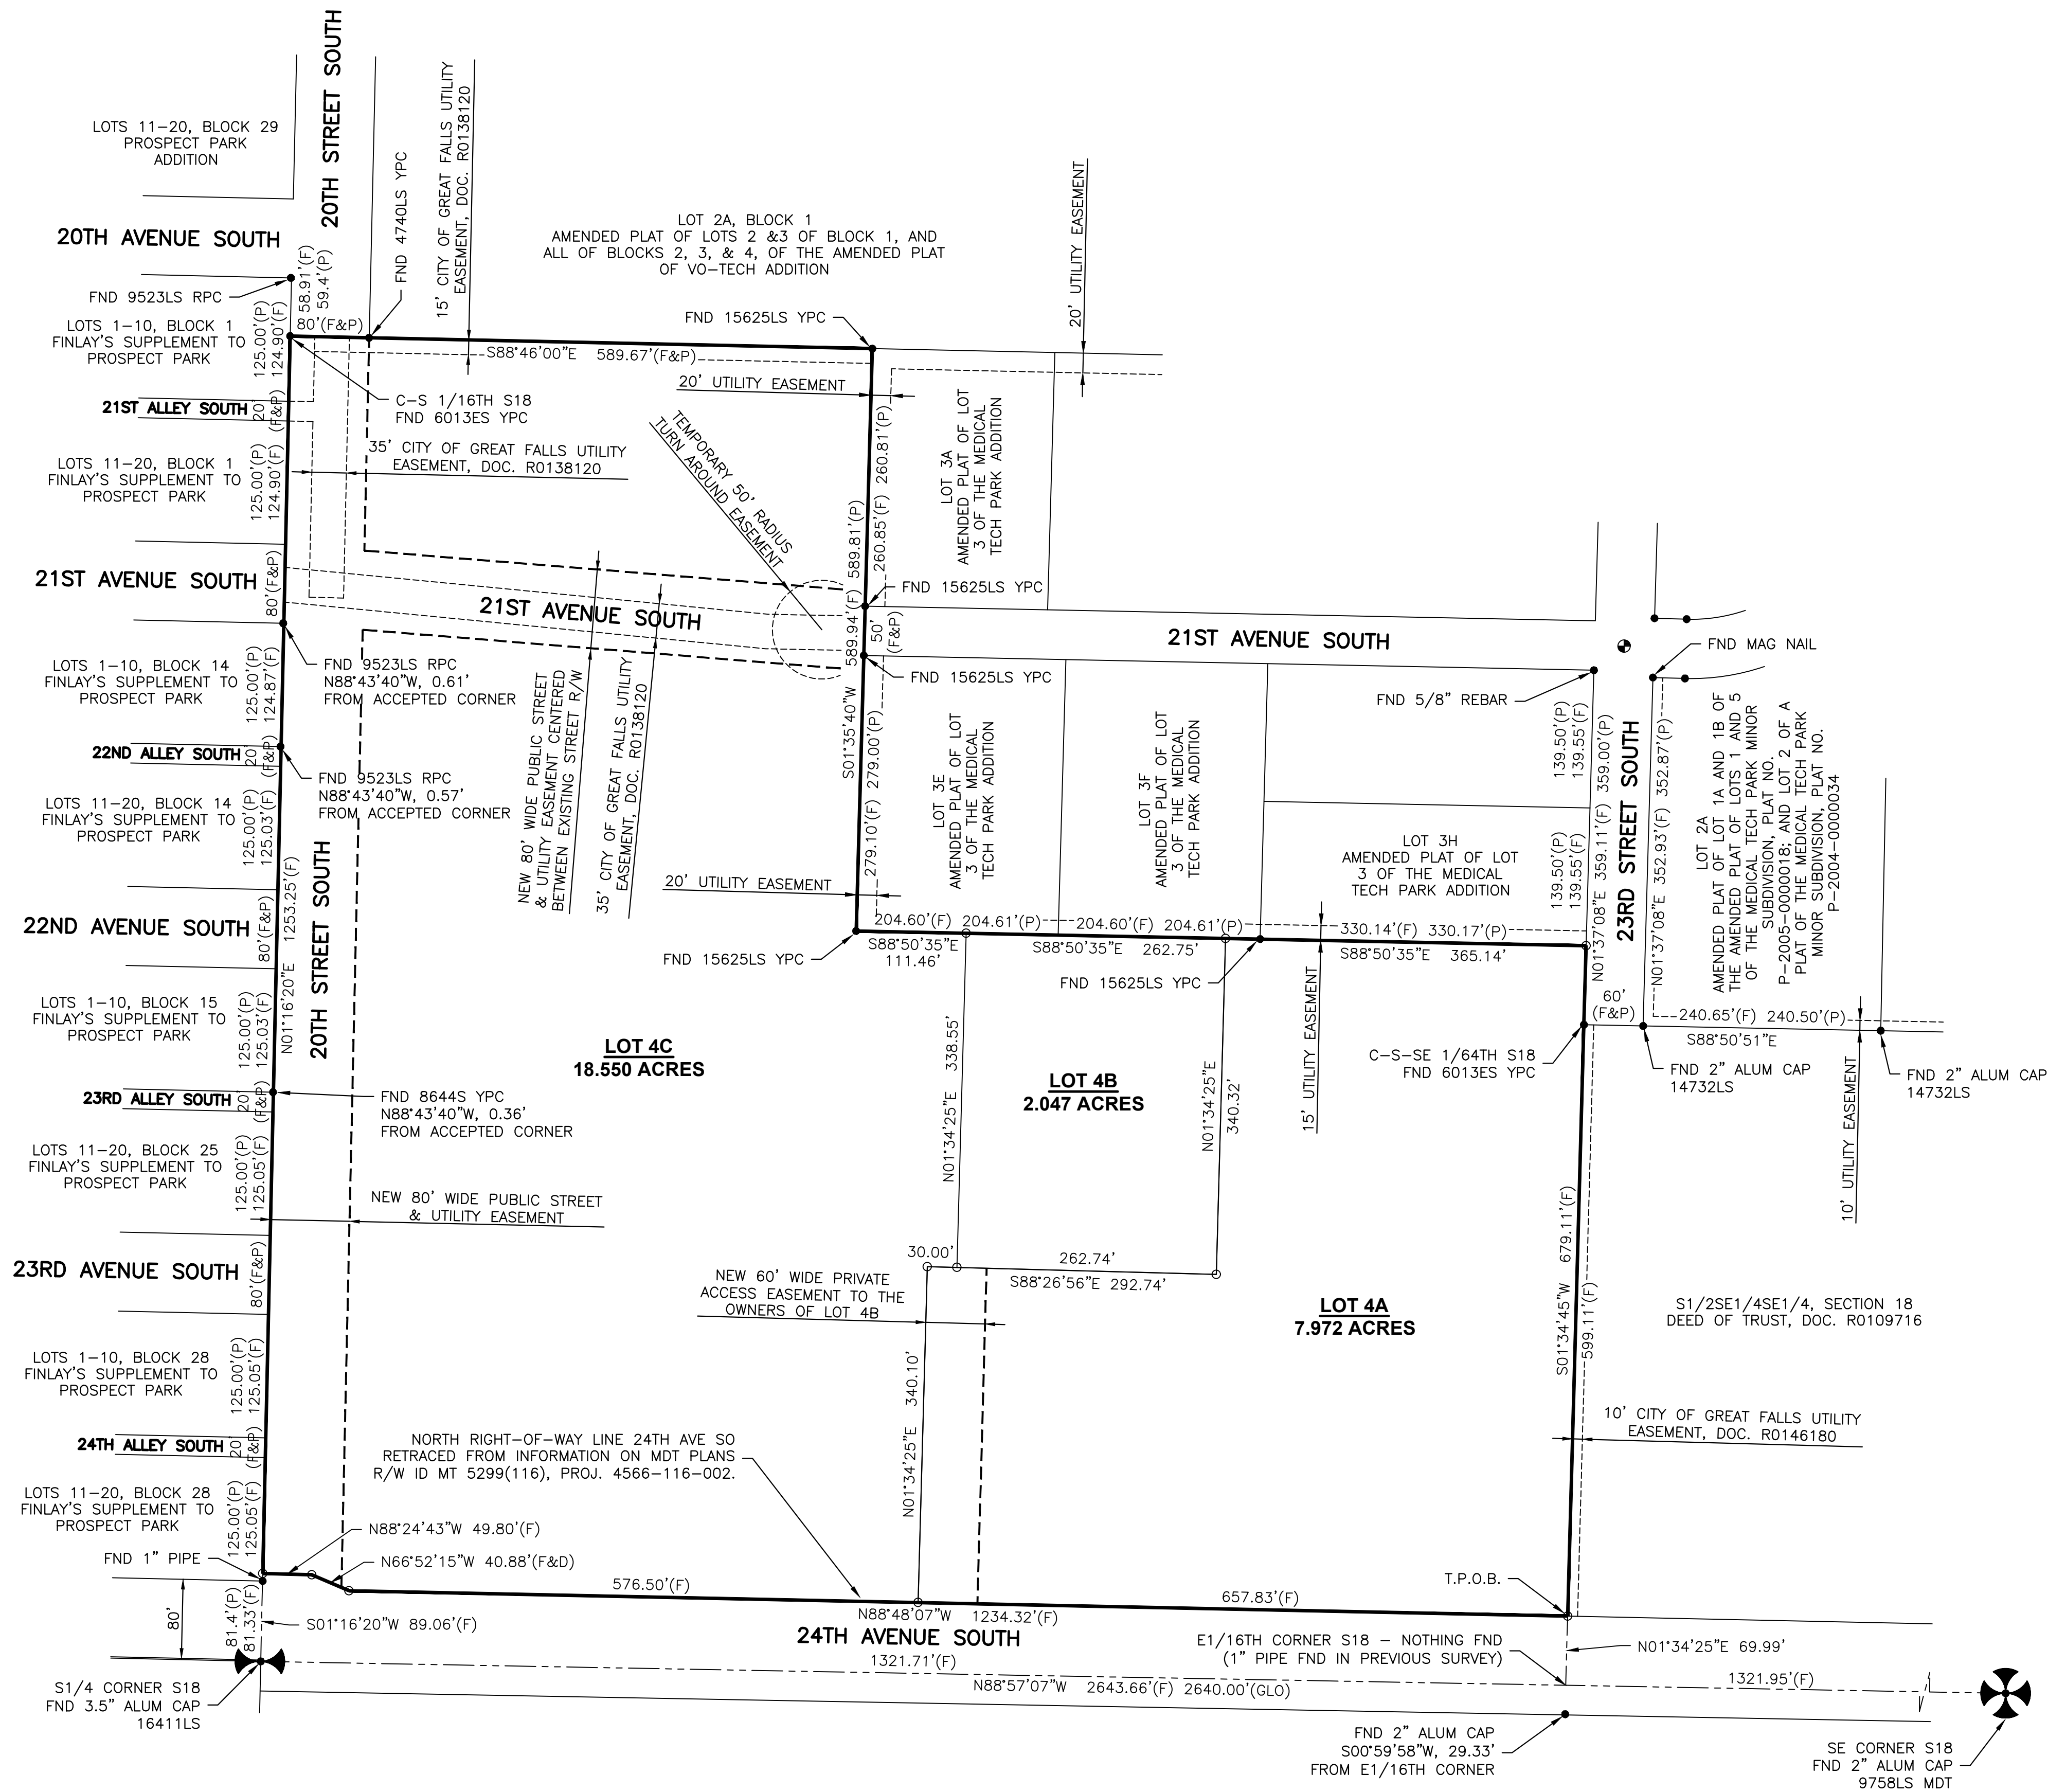 20TH STREET SOUTH
LOTS 11-20, BLOCK 29
PROSPECT PARK
ADDITION
20TH AVENUE SOUTH
FND 9523LS RPC
58.91'(F)
59.4'(P)
80'(F&P)
FND 4740LS YPC
15' CITY OF GREAT FALLS UTILITY
EASEMENT, DOC. R0138120
LOT 2A, BLOCK 1
AMENDED PLAT OF LOTS 2 &3 OF BLOCK 1, AND
ALL OF BLOCKS 2, 3, & 4, OF THE AMENDED PLAT
OF VO-TECH ADDITION
20' UTILITY EASEMENT
FND 15625LS YPC
S88°46'00"E 589.67'(F&P)
20' UTILITY EASEMENT
LOTS 1-10, BLOCK 1
FINLAY'S SUPPLEMENT TO
PROSPECT PARK
125.00'(P)
124.90'(F)
21ST ALLEY SOUTH
20'
(F&P)
C-S 1/16TH S18
FND 6013ES YPC
35' CITY OF GREAT FALLS UTILITY
EASEMENT, DOC. R0138120
LOTS 11-20, BLOCK 1
FINLAY'S SUPPLEMENT TO
PROSPECT PARK
125.00'(P)
124.90'(F)
TEMPORARY 50' RADIUS
TURN AROUND EASEMENT
260.85'(F) 260.81'(P)
S01°35'40"W 589.94'(F) 589.81'(P)
LOT 3A
AMENDED PLAT OF LOT
3 OF THE MEDICAL
TECH PARK ADDITION
21ST AVENUE SOUTH
80'(F&P)
21ST AVENUE SOUTH
FND 15625LS YPC
50'
(F&P)
21ST AVENUE SOUTH
FND 15625LS YPC
FND MAG NAIL
FND 5/8" REBAR
LOTS 1-10, BLOCK 14
FINLAY'S SUPPLEMENT TO
PROSPECT PARK
125.00'(P)
124.87'(F)
FND 9523LS RPC
N88°43'40"W, 0.61'
FROM ACCEPTED CORNER
22ND ALLEY SOUTH
20'
(F&P)
FND 9523LS RPC
N88°43'40"W, 0.57'
FROM ACCEPTED CORNER
NEW 80' WIDE PUBLIC STREET
& UTILITY EASEMENT CENTERED
BETWEEN EXISTING STREET R/W
35' CITY OF GREAT FALLS UTILITY
EASEMENT, DOC. R0138120
279.10'(F) 279.00'(P)
LOT 3E
AMENDED PLAT OF LOT
3 OF THE MEDICAL
TECH PARK ADDITION
LOT 3F
AMENDED PLAT OF LOT
3 OF THE MEDICAL
TECH PARK ADDITION
LOT 3H
AMENDED PLAT OF LOT
3 OF THE MEDICAL
TECH PARK ADDITION
139.50'(P)
139.55'(F)
139.50'(P)
139.55'(F)
N01°37'08"E 359.11'(F) 359.00'(P)
23RD STREET SOUTH
N01°37'08"E 352.93'(F) 352.87'(P)
LOT 2A
AMENDED PLAT OF LOT 1A AND 1B OF
THE AMENDED PLAT OF LOTS 1 AND 5
OF THE MEDICAL TECH PARK MINOR
SUBDIVISION, PLAT NO.
P-2005-0000018; AND LOT 2 OF A
PLAT OF THE MEDICAL TECH PARK
MINOR SUBDIVISION, PLAT NO.
P-2004-0000034
LOTS 11-20, BLOCK 14
FINLAY'S SUPPLEMENT TO
PROSPECT PARK
125.00'(P)
125.03'(F)
N01°16'20"E 1253.25'(F)
20TH STREET SOUTH
20' UTILITY EASEMENT
22ND AVENUE SOUTH
80'(F&P)
204.60'(F) 204.61'(P)
204.60'(F) 204.61'(P)
330.14'(F) 330.17'(P)
S88°50'35"E
111.46'
S88°50'35"E 262.75'
S88°50'35"E 365.14'
FND 15625LS YPC
FND 15625LS YPC
15' UTILITY EASEMENT
60'
(F&P)
240.65'(F) 240.50'(P)
S88°50'51"E
C-S-SE 1/64TH S18
FND 6013ES YPC
FND 2" ALUM CAP
14732LS
FND 2" ALUM CAP
14732LS
10' UTILITY EASEMENT
LOTS 1-10, BLOCK 15
FINLAY'S SUPPLEMENT TO
PROSPECT PARK
125.00'(P)
125.03'(F)
LOT 4C
18.550 ACRES
N01°34'25"E 338.55'
LOT 4B
2.047 ACRES
N01°34'25"E
340.32'
23RD ALLEY SOUTH
20'
(F&P)
FND 8644S YPC
N88°43'40"W, 0.36'
FROM ACCEPTED CORNER
LOTS 11-20, BLOCK 25
FINLAY'S SUPPLEMENT TO
PROSPECT PARK
125.00'(P)
125.05'(F)
NEW 80' WIDE PUBLIC STREET
& UTILITY EASEMENT
23RD AVENUE SOUTH
80'(F&P)
30.00'
262.74'
S88°26'56"E 292.74'
NEW 60' WIDE PRIVATE
ACCESS EASEMENT TO THE
OWNERS OF LOT 4B
LOT 4A
7.972 ACRES
S01°34'45"W 679.11'(F)
599.11'(F)
S1/2SE1/4SE1/4, SECTION 18
DEED OF TRUST, DOC. R0109716
LOTS 1-10, BLOCK 28
FINLAY'S SUPPLEMENT TO
PROSPECT PARK
125.00'(P)
125.05'(F)
N01°34'25"E 340.10'
10' CITY OF GREAT FALLS UTILITY
EASEMENT, DOC. R0146180
24TH ALLEY SOUTH
20'
(F&P)
NORTH RIGHT-OF-WAY LINE 24TH AVE SO
RETRACED FROM INFORMATION ON MDT PLANS
R/W ID MT 5299(116), PROJ. 4566-116-002.
LOTS 11-20, BLOCK 28
FINLAY'S SUPPLEMENT TO
PROSPECT PARK
125.00'(P)
125.05'(F)
N88°24'43"W 49.80'(F)
FND 1" PIPE
N66°52'15"W 40.88'(F&D)
576.50'(F)
657.83'(F)
T.P.O.B.
N88°48'07"W 1234.32'(F)
80'
81.4'(P)
81.33'(F)
S01°16'20"W 89.06'(F)
24TH AVENUE SOUTH
E1/16TH CORNER S18 - NOTHING FND
(1" PIPE FND IN PREVIOUS SURVEY)
N01°34'25"E 69.99'
1321.71'(F)
1321.95'(F)
N88°57'07"W 2643.66'(F) 2640.00'(GLO)
S1/4 CORNER S18
FND 3.5" ALUM CAP
16411LS
FND 2" ALUM CAP
S00°59'58"W, 29.33'
FROM E1/16TH CORNER
SE CORNER S18
FND 2" ALUM CAP
9758LS MDT